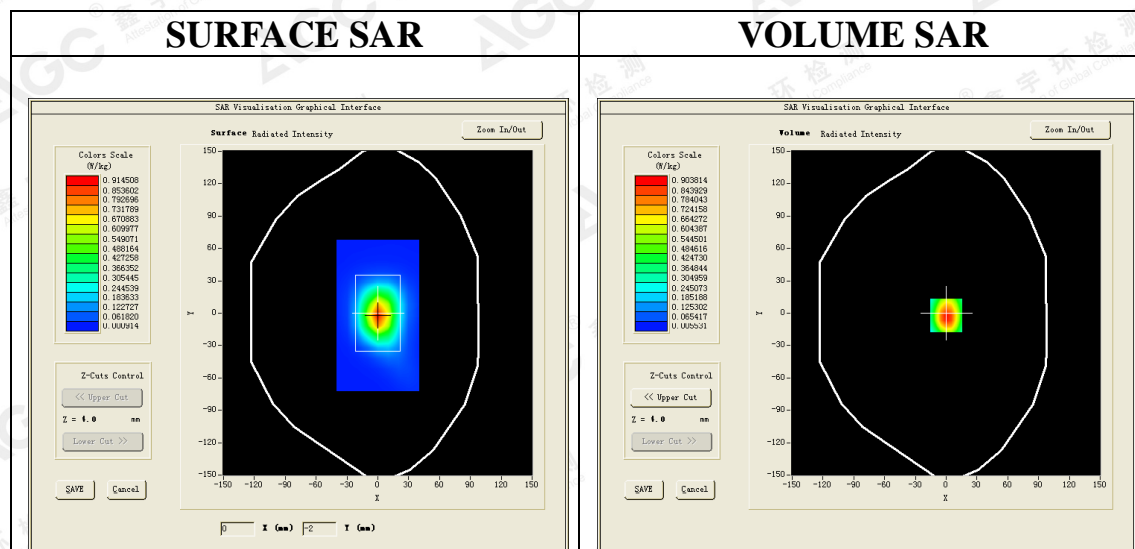 SURFACE SAR
VOLUME SAR
SAR Visualisation Graphical Interface
Surface Radiated Intensity
Zoom In/Out
Colors Scale
(W/kg)
0.914508
0.853602
0.792696
0.731789
0.670883
0.609977
0.549071
0.488164
0.427258
0.366352
0.305445
0.244539
0.183633
0.122727
0.061820
0.000914
150
120
90
60
30
0
-30
-60
-90
-120
-150
Y
-150 -120 -90 -60 -30 0 30 60 90 120 150
X
Z-Cuts Control
<< Upper Cut
Z = 4.0 mm
Lower Cut >>
SAVE Cancel
0 X (mm) -2 Y (mm)
SAR Visualisation Graphical Interface
Volume Radiated Intensity
Zoom In/Out
Colors Scale
(W/kg)
0.903814
0.843929
0.784043
0.724158
0.664272
0.604387
0.544501
0.484616
0.424730
0.364844
0.304959
0.245073
0.185188
0.125302
0.065417
0.005531
150
120
90
60
30
0
-30
-60
-90
-120
-150
Y
-150 -120 -90 -60 -30 0 30 60 90 120 150
X
Z-Cuts Control
<< Upper Cut
Z = 4.0 mm
Lower Cut >>
SAVE Cancel